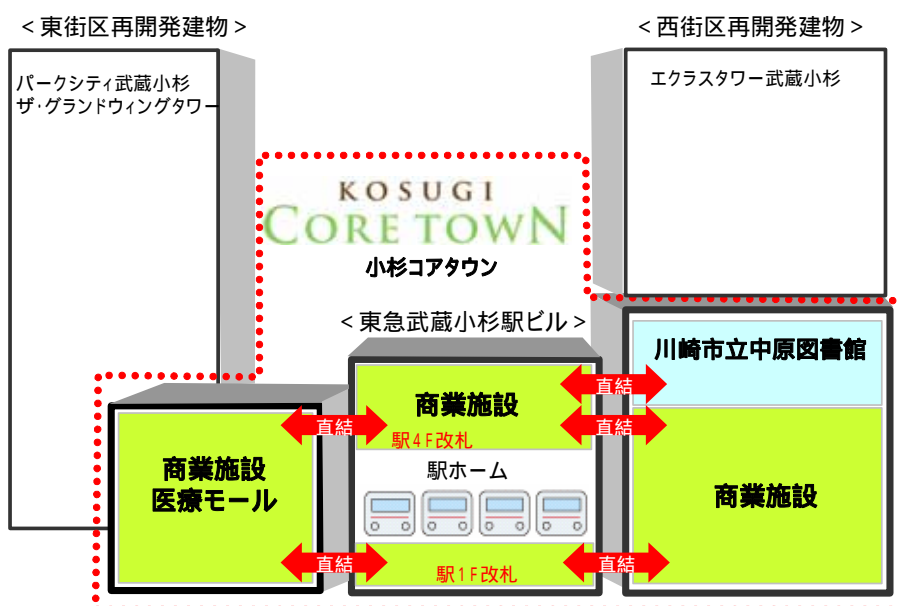 ＜東街区再開発建物＞
＜西街区再開発建物＞
パークシティ武蔵小杉
ザ・グランドウィングタワー
エクラスタワー武蔵小杉
KOSUGI
CORE TOWN
小杉コアタウン
＜東急武蔵小杉駅ビル＞
川崎市立中原図書館
直結
商業施設
直結
直結
駅4F改札
商業施設
医療モール
駅ホーム
商業施設
直結
駅1F改札
直結